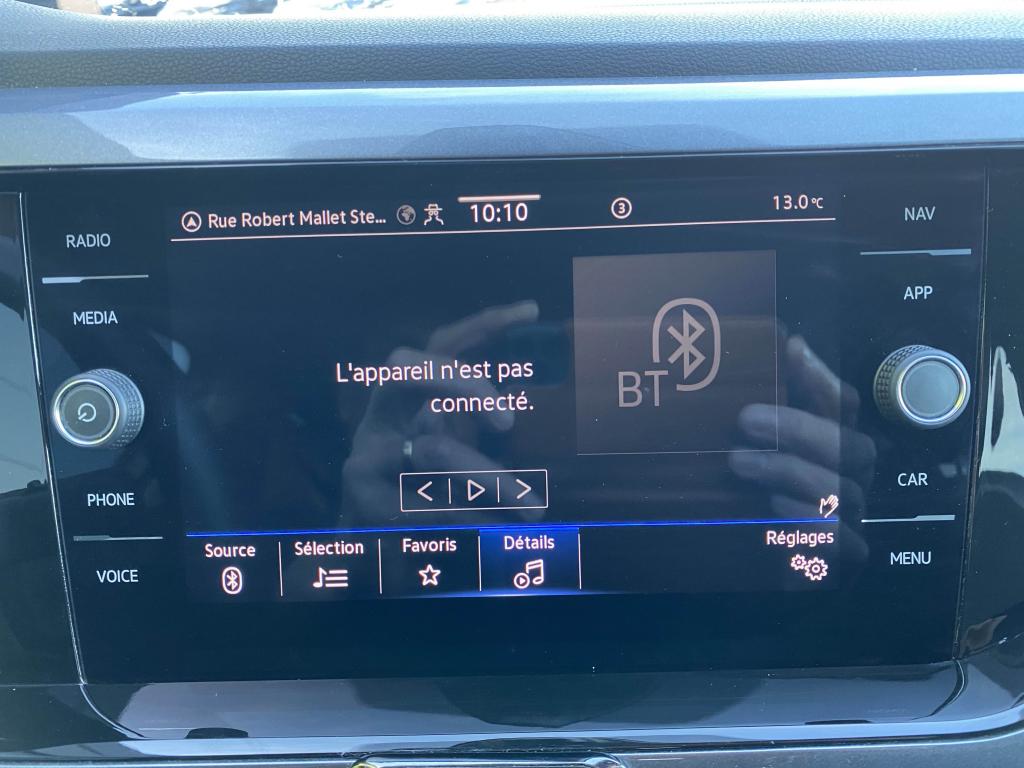 Rue Robert Mallet Ste...
10:10
3
13.0°C
RADIO
MEDIA
PHONE
VOICE
NAV
APP
CAR
MENU
L'appareil n'est pas
connecté.
BT
Source
Sélection
Favoris
Détails
Réglages